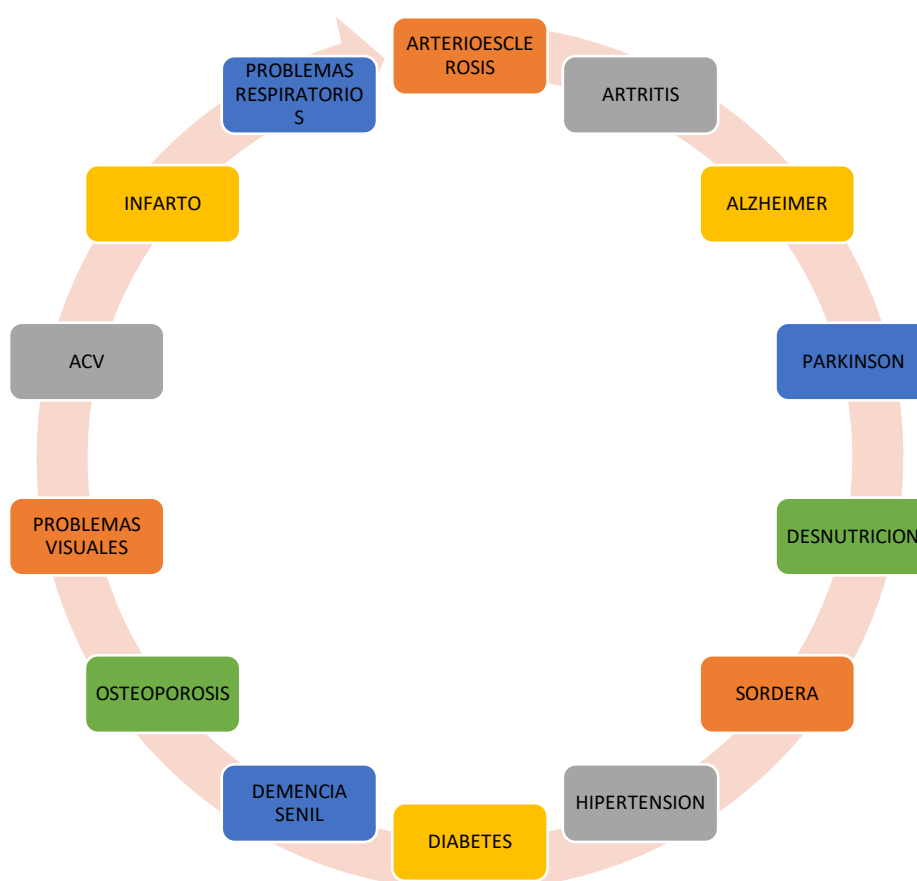 ARTERIOESCLE
ROSIS
ARTRITIS
ALZHEIMER
PARKINSON
DESNUTRICION
SORDERA
HIPERTENSION
DIABETES
DEMENCIA
SENIL
OSTEOPOROSIS
PROBLEMAS
VISUALES
ACV
INFARTO
PROBLEMAS
RESPIRATORIO
S